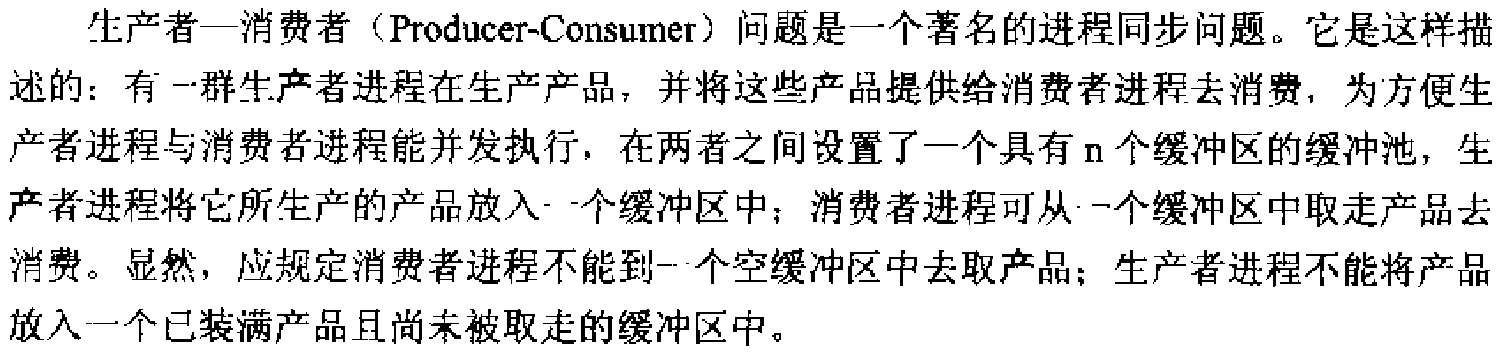 生产者—消费者（Producer-Consumer）问题是一个著名的进程同步问题。它是这样描
述的：有一群生产者进程在生产产品，并将这些产品提供给消费者进程去消费，为方便生
产者进程与消费者进程能并发执行，在两者之间设置了一个具有 n 个缓冲区的缓冲池，生
产者进程将它所生产的产品放入一个缓冲区中；消费者进程可从一个缓冲区中取走产品去
消费。显然，应规定消费者进程不能到一个空缓冲区中去取产品；生产者进程不能将产品
放入一个已装满产品且尚未被取走的缓冲区中。